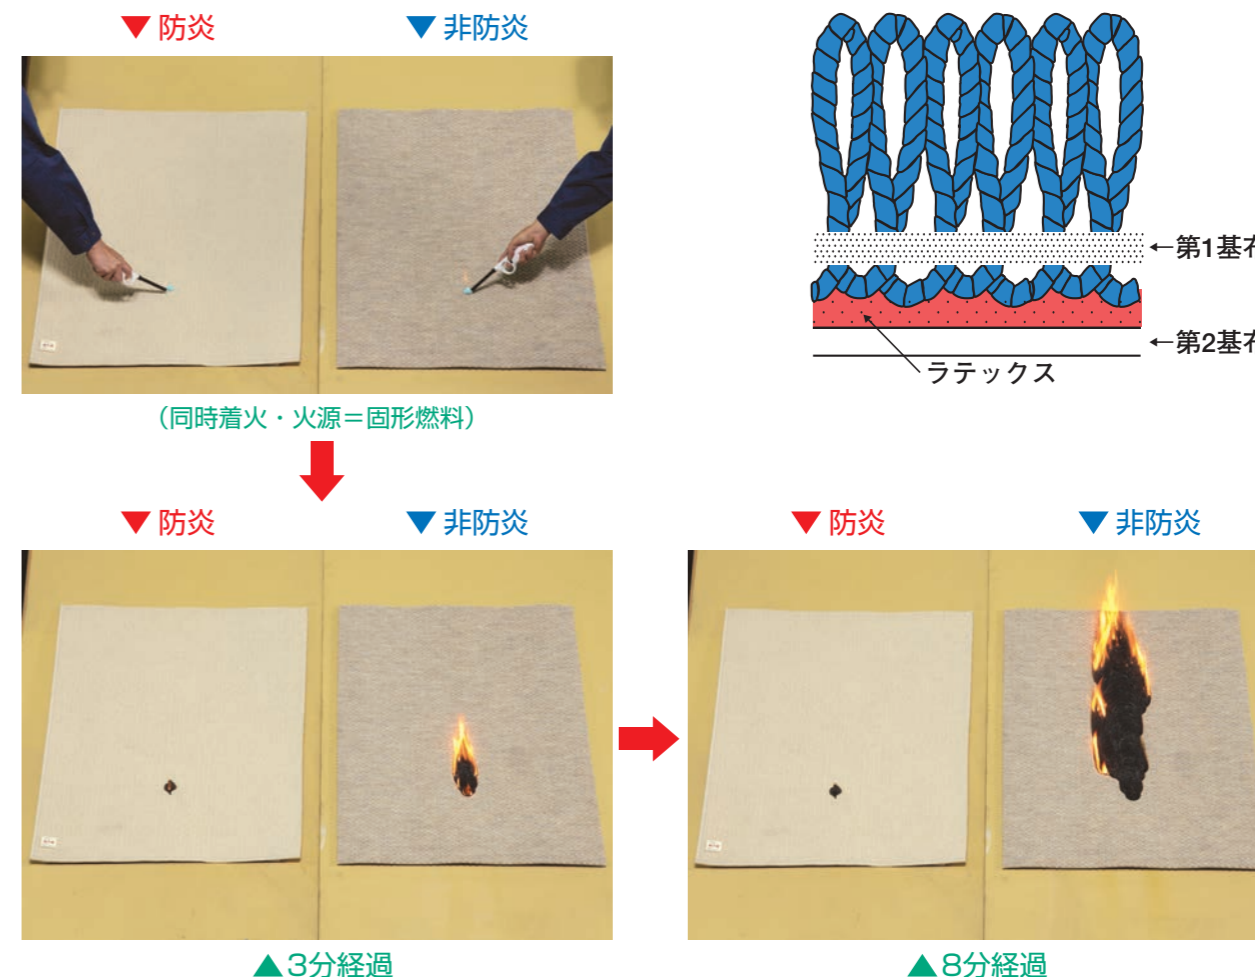 ▼防炎
▼非防炎
(同時着火・火源＝固形燃料)
←第1基布
←第2基布
ラテックス
▼防炎
▼非防炎
▲3分経過
▼防炎
▼非防炎
▲8分経過